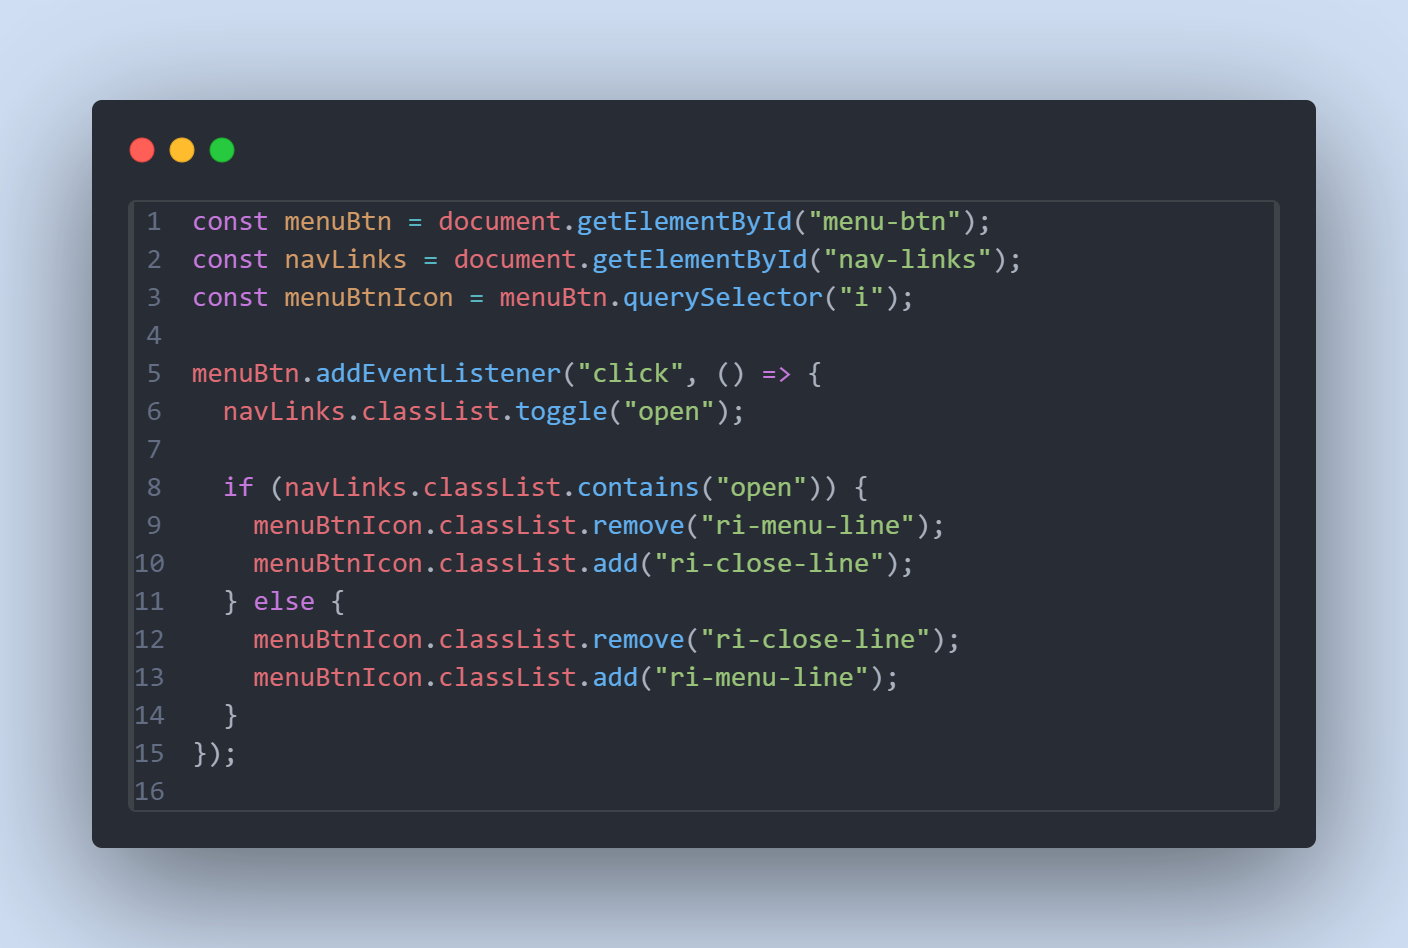 1 const menuBtn = document.getElementById("menu-btn");
2 const navLinks = document.getElementById("nav-links");
3 const menuBtnIcon = menuBtn.querySelector("i");
4
5 menuBtn.addEventListener("click", () => {
6   navLinks.classList.toggle("open");
7
8   if (navLinks.classList.contains("open")) {
9     menuBtnIcon.classList.remove("ri-menu-line");
10     menuBtnIcon.classList.add("ri-close-line");
11   } else {
12     menuBtnIcon.classList.remove("ri-close-line");
13     menuBtnIcon.classList.add("ri-menu-line");
14   }
15 });
16